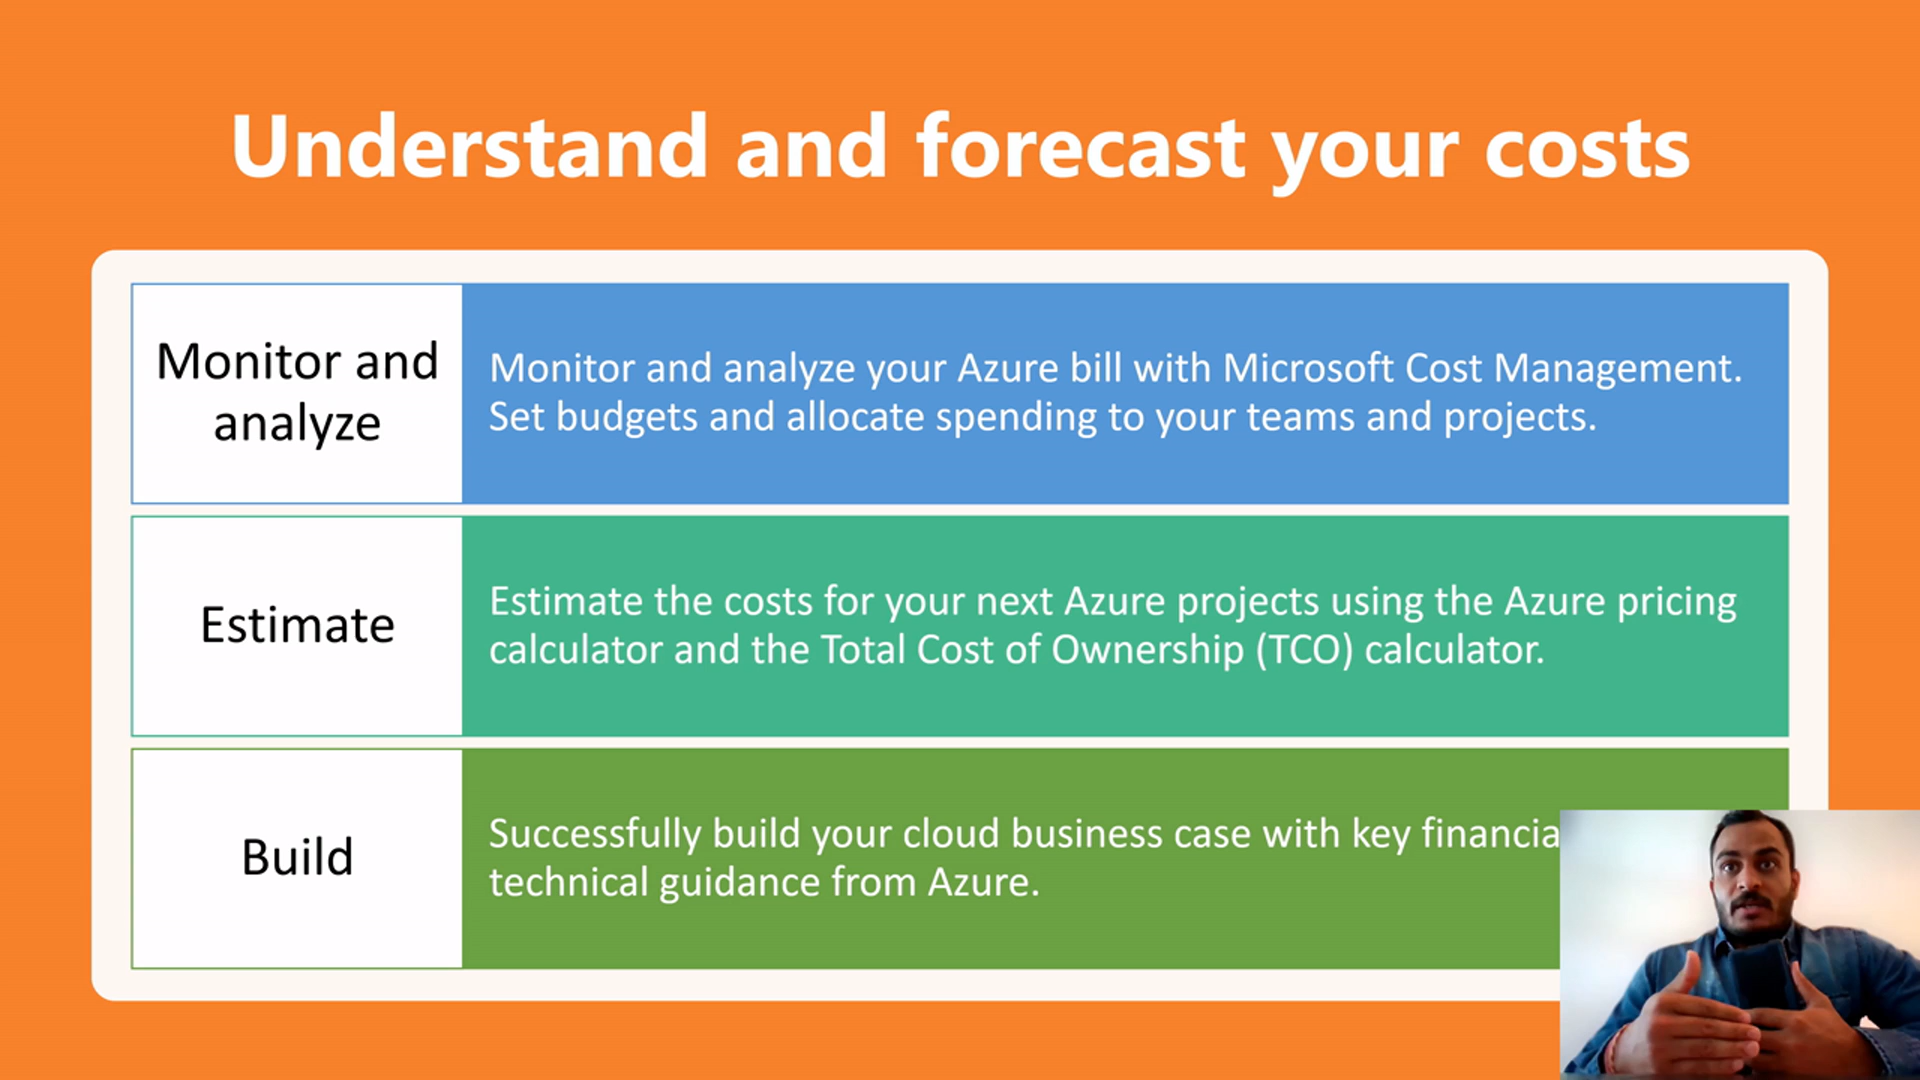 Understand and forecast your costs
Monitor and
analyze
Monitor and analyze your Azure bill with Microsoft Cost Management.
Set budgets and allocate spending to your teams and projects.
Estimate
Estimate the costs for your next Azure projects using the Azure pricing
calculator and the Total Cost of Ownership (TCO) calculator.
Build
Successfully build your cloud business case with key
technical guidance from Azure.